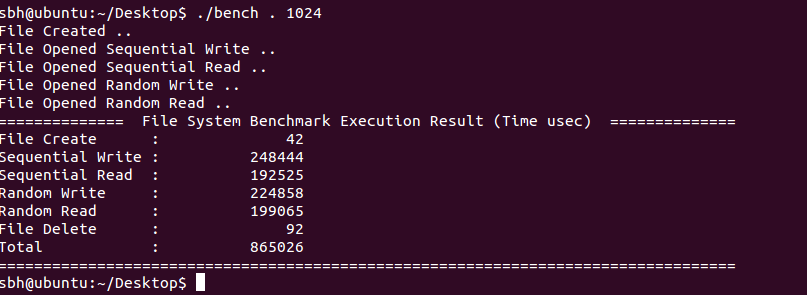 sbh@ubuntu:~/Desktop$ ./bench . 1024
File Created ..
File Opened Sequential Write ..
File Opened Sequential Read ..
File Opened Random Write ..
File Opened Random Read ..
==============  File System Benchmark Execution Result (Time usec)  ==============
File Create      :              42
Sequential Write :          248444
Sequential Read  :          192525
Random Write     :          224858
Random Read      :          199065
File Delete      :              92
Total            :          865026
==================================================================================
sbh@ubuntu:~/Desktop$